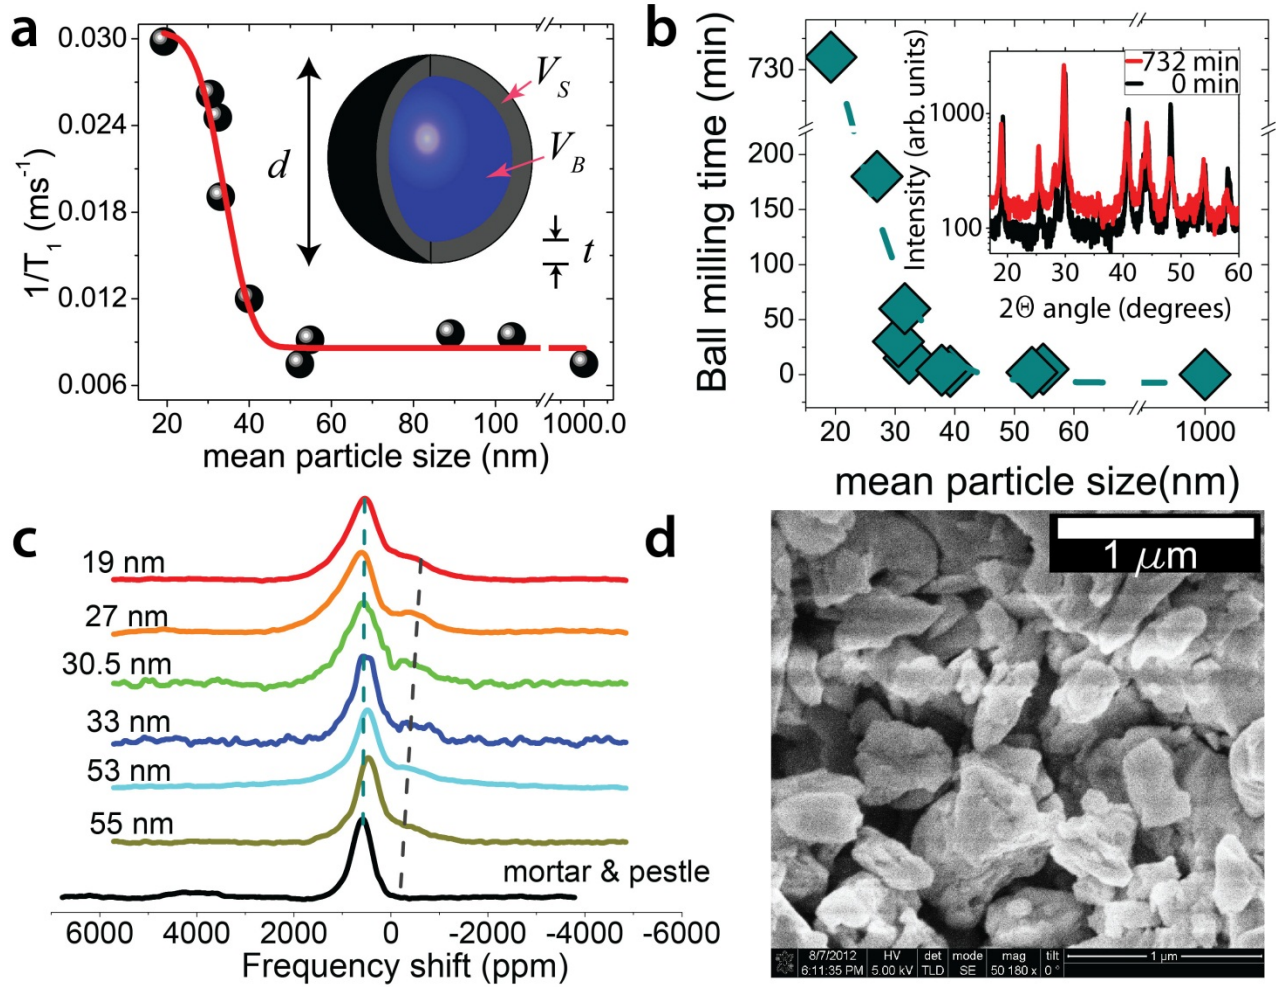 a
0.030
0.024
0.018
0.012
0.006
1/T1 (ms-1)
d
VS
VB
t
20 40 60 80 100 1000.0
mean particle size (nm)
b
730
200
150
100
50
0
Ball milling time (min)
Intensity (arb. units)
1000
100
732 min
0 min
20 30 40 50 60
2Θ angle (degrees)
20 30 40 50 60 1000
mean particle size(nm)
c
19 nm
27 nm
30.5 nm
33 nm
53 nm
55 nm
mortar & pestle
6000 4000 2000 0 -2000 -4000 -6000
Frequency shift (ppm)
d
1 μm
8/7/2012 HV det mode mag tilt
6:11:35 PM 5.00 kV TLD SE 50 180 x 0 ° 1 μm